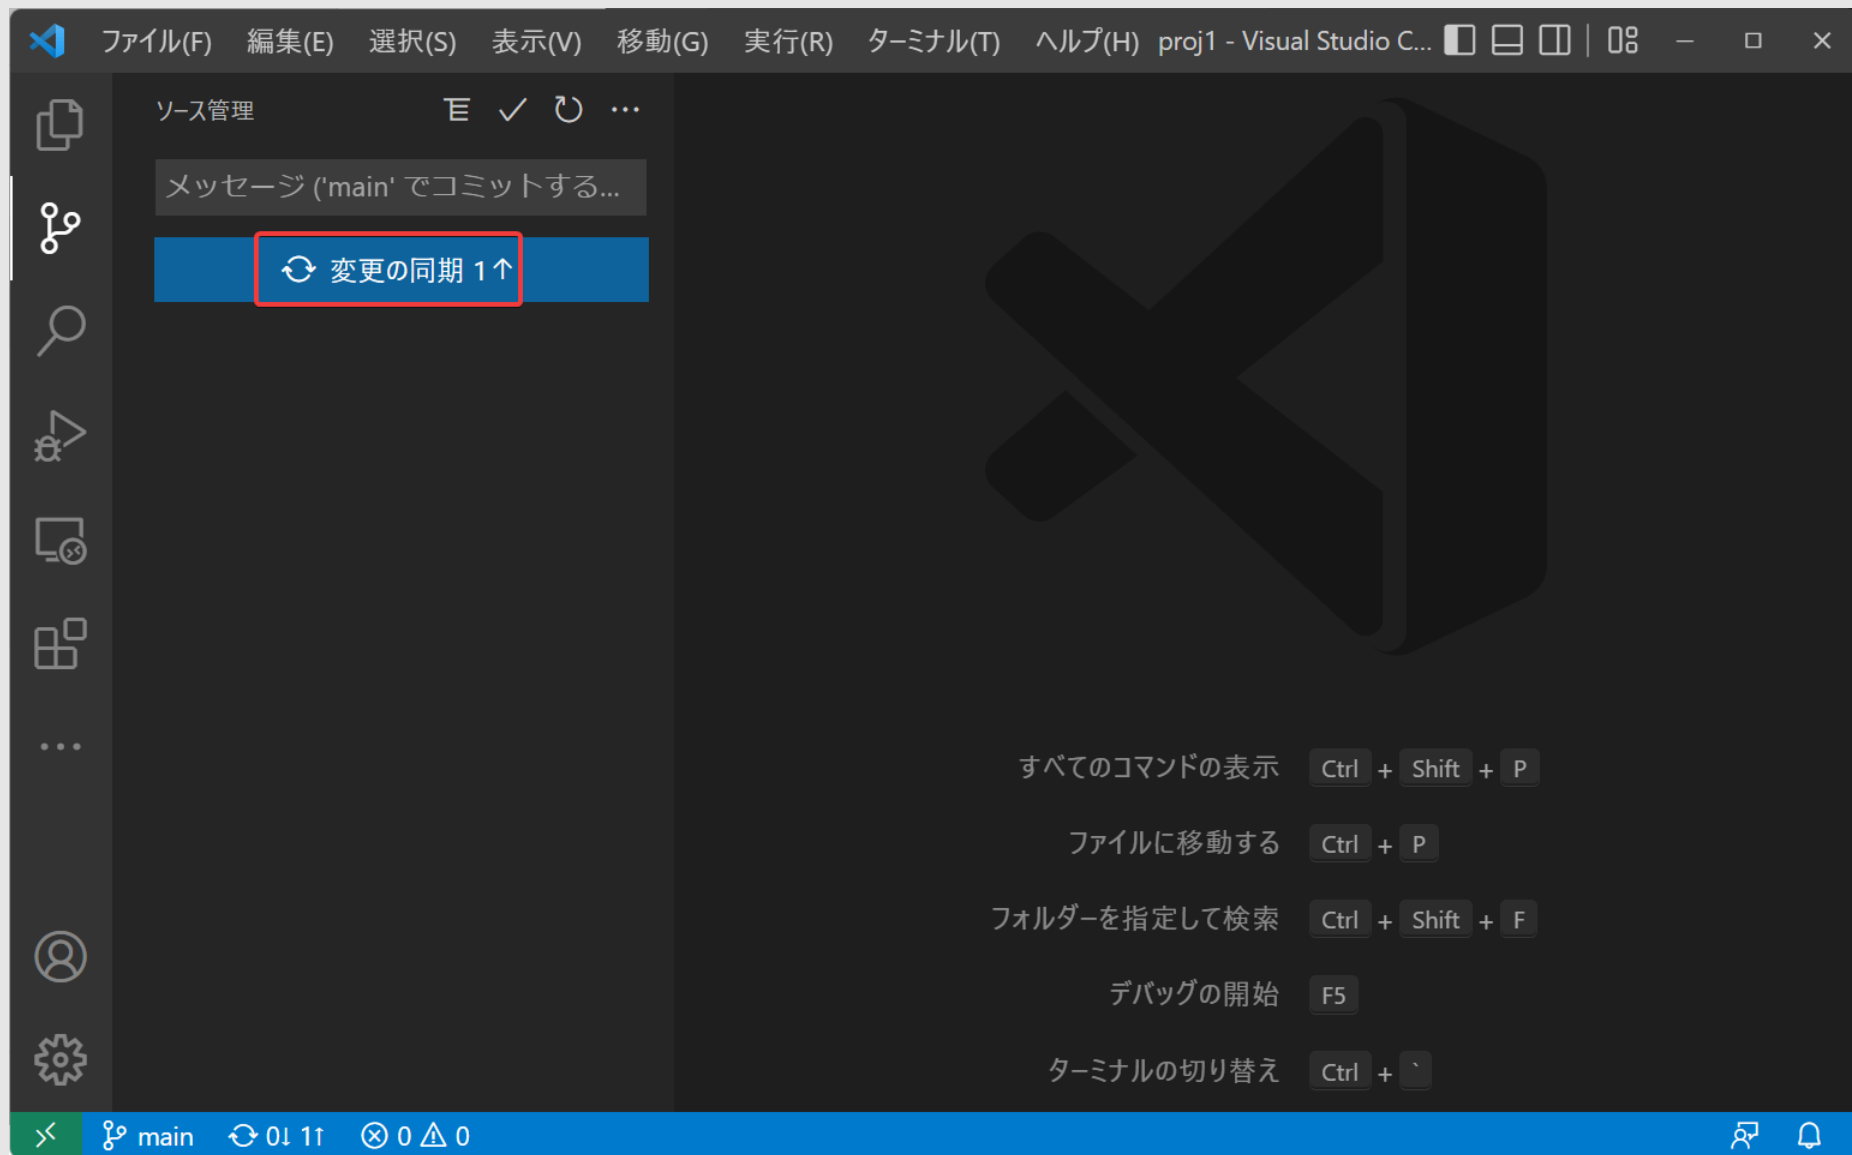 ファイル(F) 編集(E) 選択(S) 表示(V) 移動(G) 実行(R) ターミナル(T) ヘルプ(H) proj1 - Visual Studio C...
ソース管理
メッセージ ('main' でコミットする...
変更の同期 1↑
すべてのコマンドの表示 Ctrl + Shift + P
ファイルに移動する Ctrl + P
フォルダーを指定して検索 Ctrl + Shift + F
デバッグの開始 F5
ターミナルの切り替え Ctrl + `
main 0↓ 1↑ 0 0